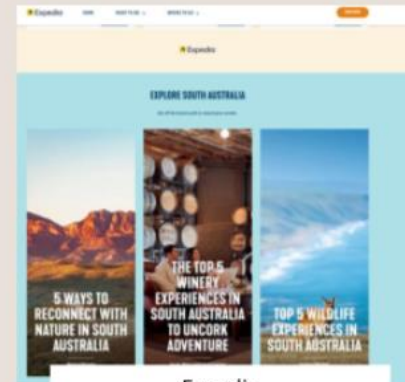 Expedia
Expedia
EXPLORE SOUTH AUSTRALIA
5 WAYS TO
RECONNECT WITH
NATURE IN SOUTH
AUSTRALIA
THE TOP 5
WINERY
EXPERIENCES IN
SOUTH AUSTRALIA
TO UNCORK
ADVENTURE
TOP 5 WILDLIFE
EXPERIENCES IN
SOUTH AUSTRALIA